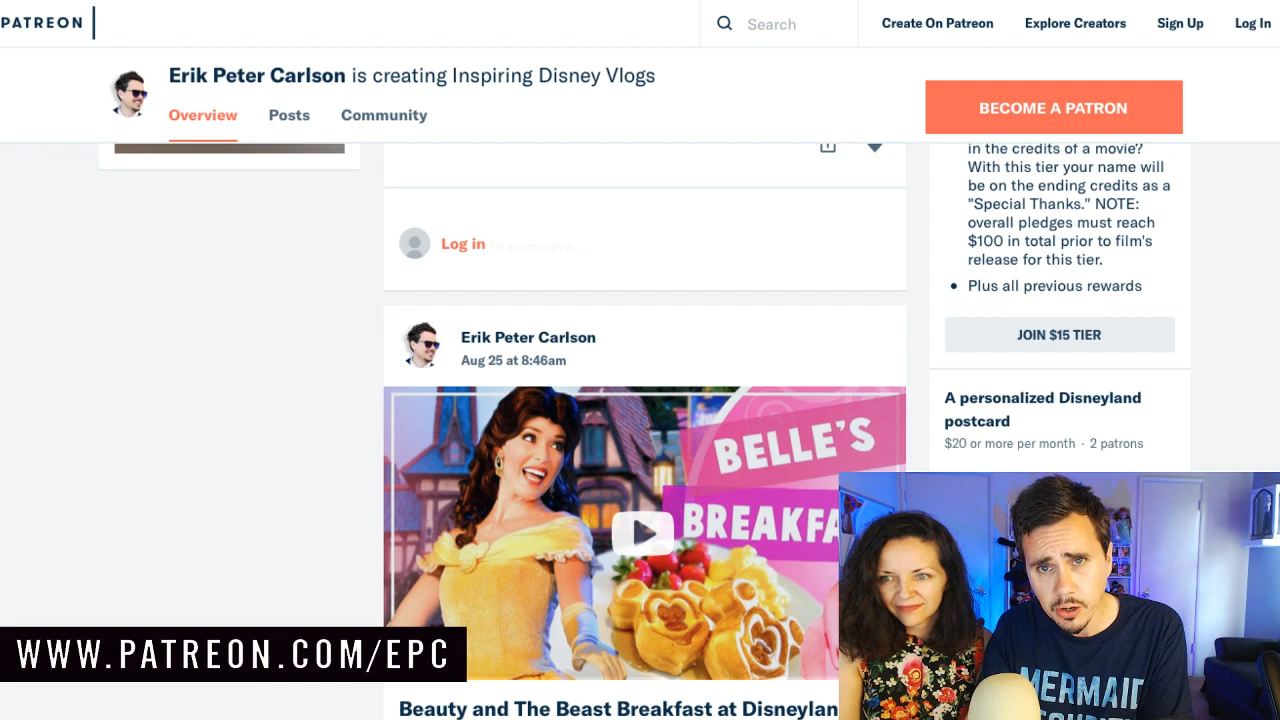 PATREON
Search
Create On Patreon
Explore Creators
Sign Up
Log In
Erik Peter Carlson is creating Inspiring Disney Vlogs
Overview
Posts
Community
BECOME A PATRON
in the credits of a movie?
With this tier your name will
be on the ending credits as a
"Special Thanks." NOTE:
overall pledges must reach
$100 in total prior to film's
release for this tier.
• Plus all previous rewards
JOIN $15 TIER
A personalized Disneyland
postcard
$20 or more per month · 2 patrons
Log in to comment ...
Erik Peter Carlson
Aug 25 at 8:46am
BELLE'S
BREAKFA
Beauty and The Beast Breakfast at Disneylan
WWW.PATREON.COM/EPC
MERMAID